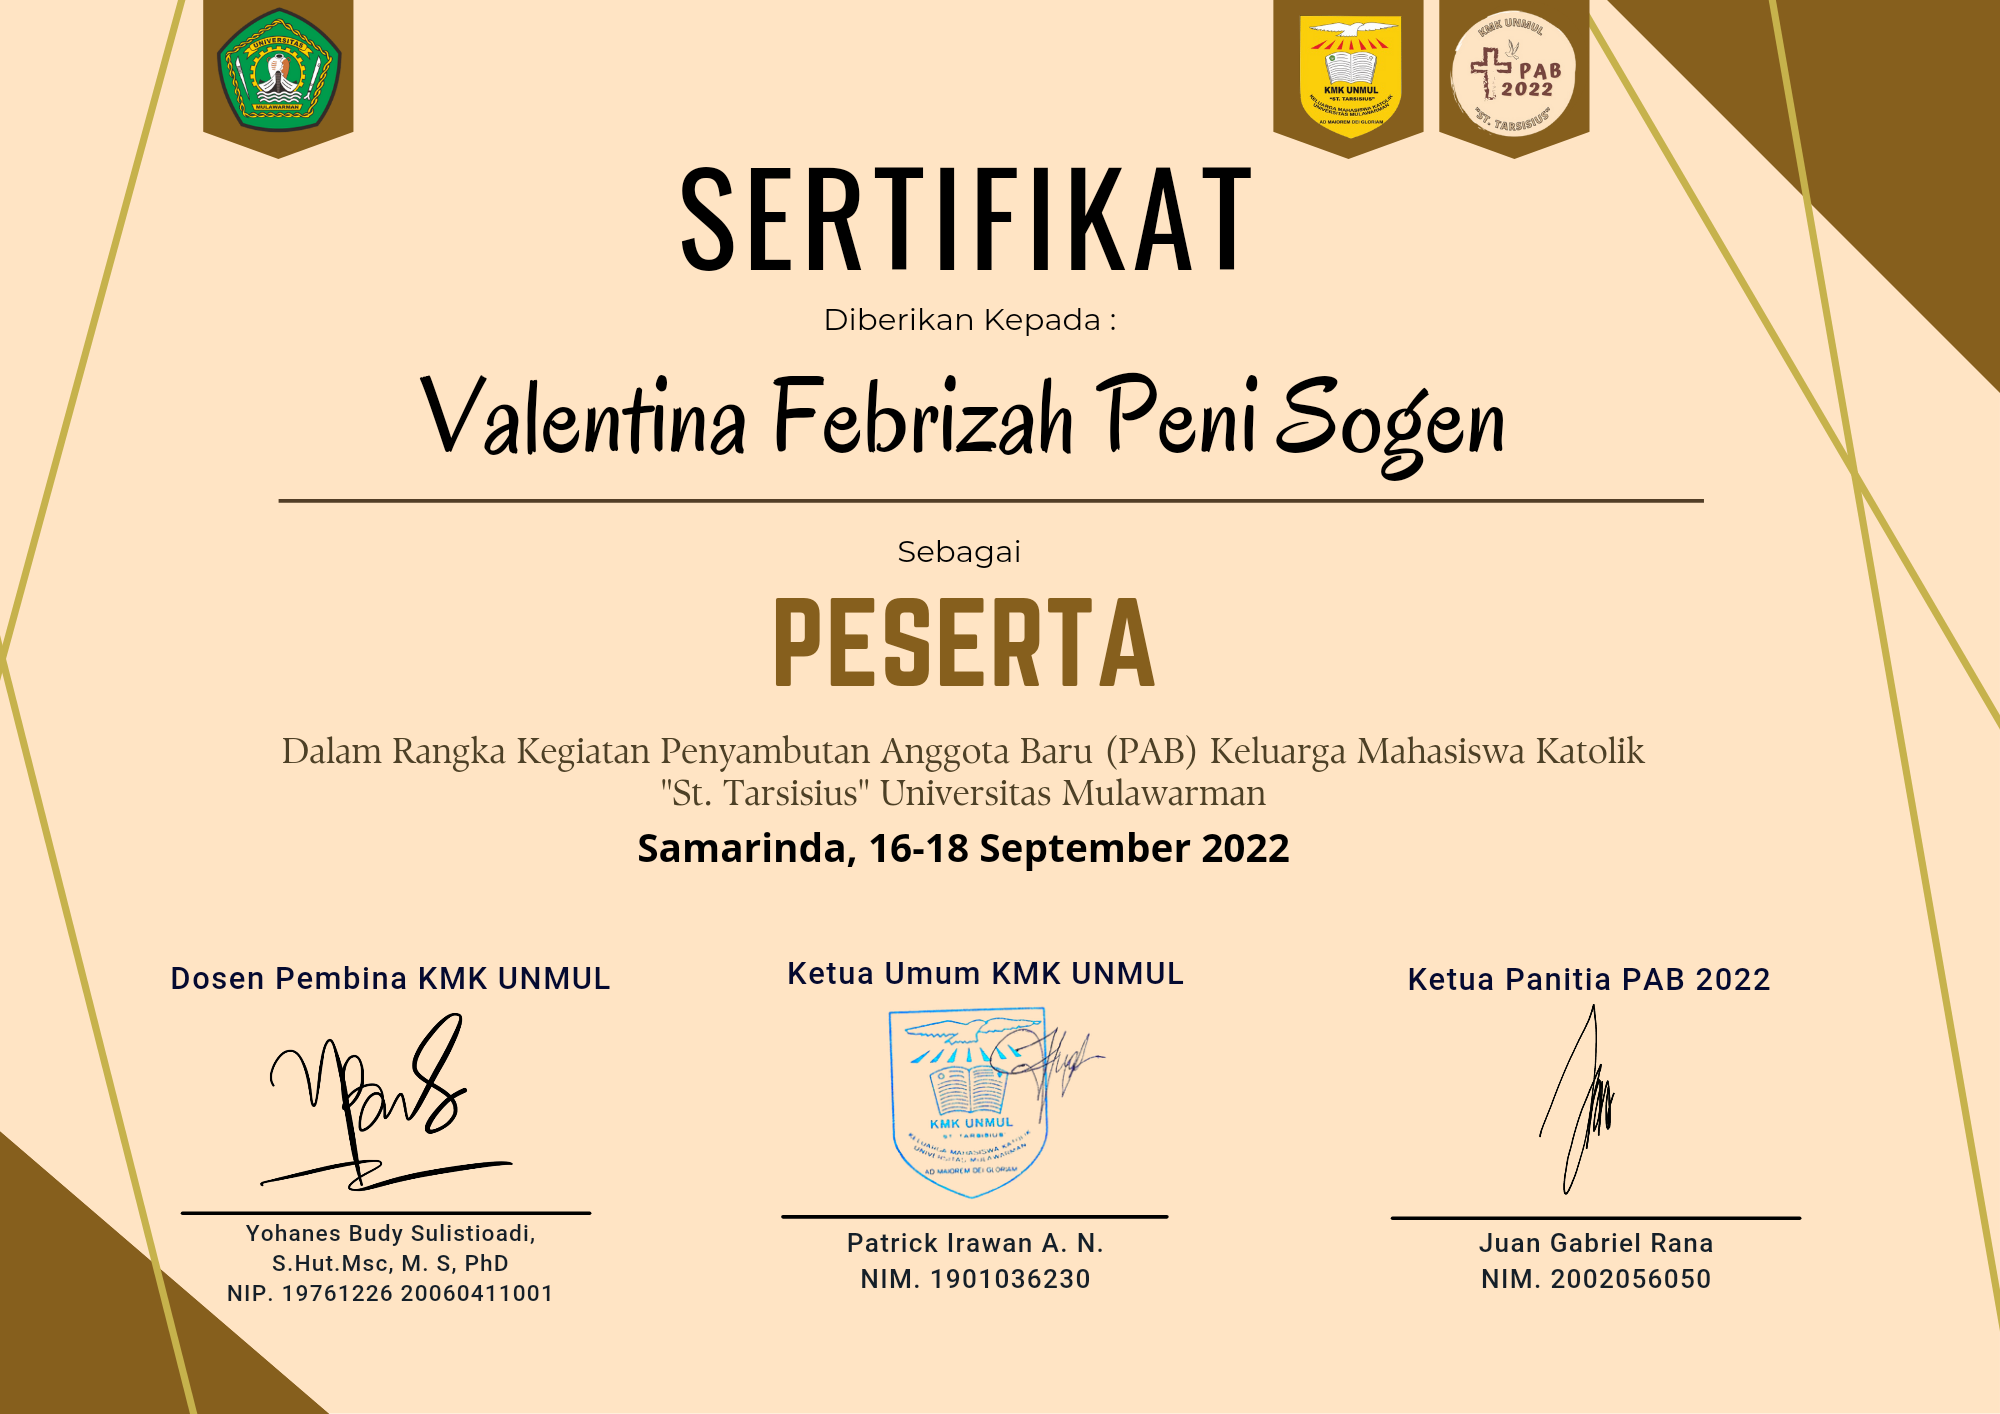 UNIVERSITAS
MULAWARMAN
KMK UNMUL
"ST. TARSISIUS"
KELUARGA MAHASISWA KATOLIK
UNIVERSITAS MULAWARMAN
AD MAIOREM DEI GLORIAM
KMK UNMUL
PAB
2022
"ST. TARSISIUS"
SERTIFIKAT
Diberikan Kepada :
Valentina Febrizah Peni Sogen
Sebagai
PESERTA
Dalam Rangka Kegiatan Penyambutan Anggota Baru (PAB) Keluarga Mahasiswa Katolik
"St. Tarsisius" Universitas Mulawarman
Samarinda, 16-18 September 2022
Dosen Pembina KMK UNMUL
Yohanes Budy Sulistioadi,
S.Hut.Msc, M. S, PhD
NIP. 19761226 20060411001
Ketua Umum KMK UNMUL
KMK UNMUL
ST TARSISIUS
KELUARGA MAHASISWA KATOLIK
UNIVERSITAS MULAWARMAN
AD MAIOREM DEI GLORIAM
Patrick Irawan A. N.
NIM. 1901036230
Ketua Panitia PAB 2022
Juan Gabriel Rana
NIM. 2002056050